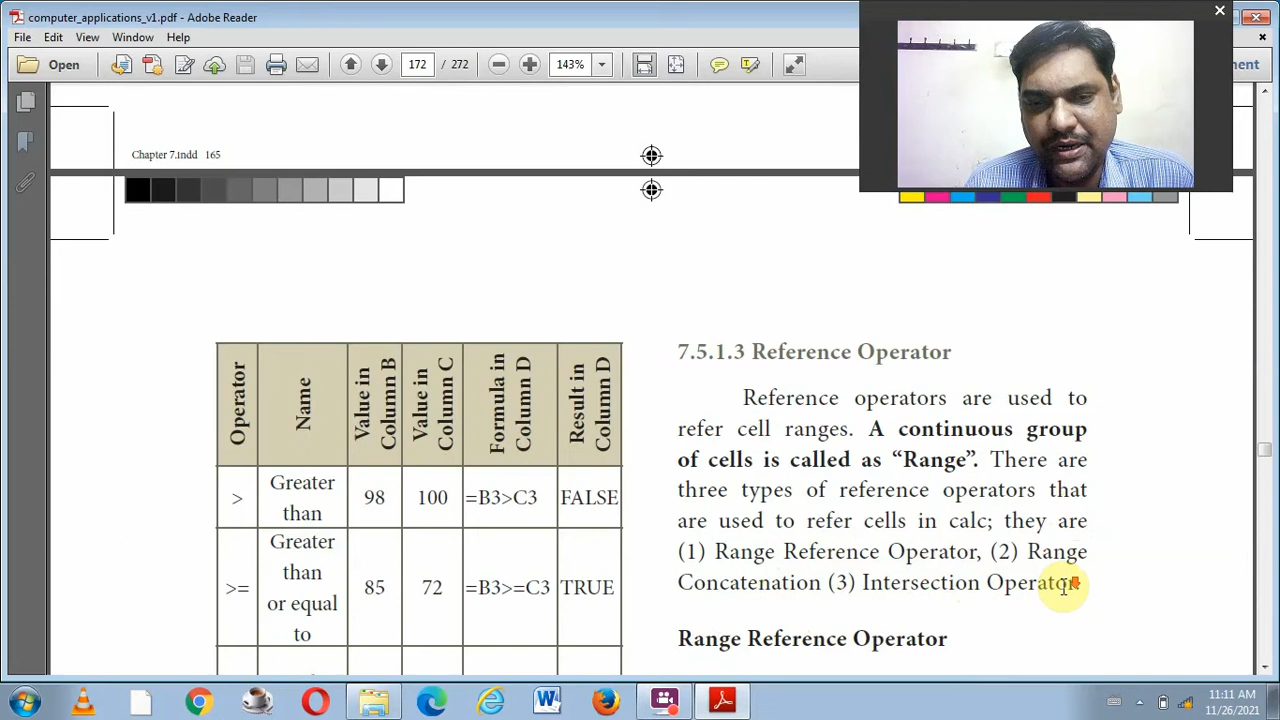 computer_applications_v1.pdf - Adobe Reader
File Edit View Window Help
Open 172 / 272 143%
Chapter 7.indd 165
Operator Name Value in Column B Value in Column C Formula in Column D Result in Column D
> Greater than 98 100 =B3>C3 FALSE
>= Greater than or equal to 85 72 =B3>=C3 TRUE
7.5.1.3 Reference Operator
Reference operators are used to
refer cell ranges. A continuous group
of cells is called as “Range”. There are
three types of reference operators that
are used to refer cells in calc; they are
(1) Range Reference Operator, (2) Range
Concatenation (3) Intersection Operator.
Range Reference Operator
11:11 AM
11/26/2021